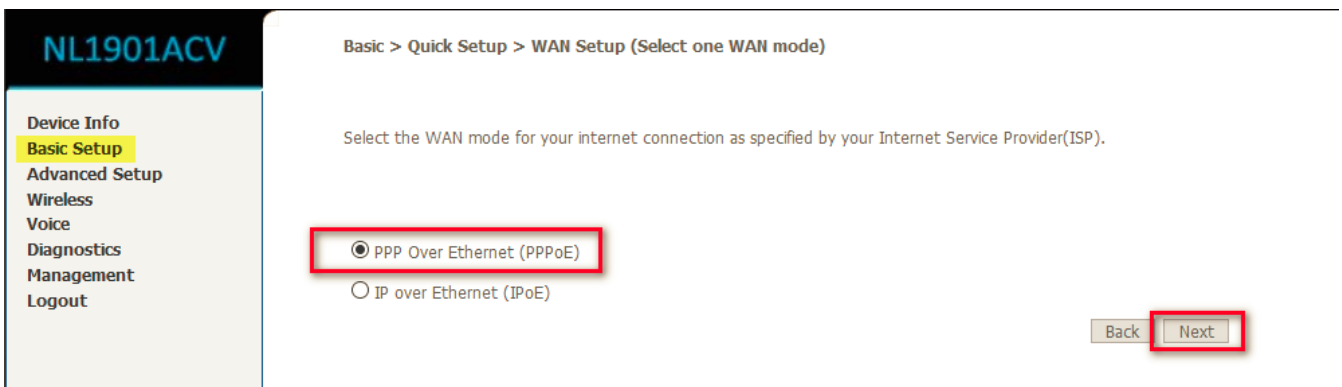 NL1901ACV
Basic > Quick Setup > WAN Setup (Select one WAN mode)
Device Info
Basic Setup
Advanced Setup
Wireless
Voice
Diagnostics
Management
Logout
Select the WAN mode for your internet connection as specified by your Internet Service Provider(ISP).
PPP Over Ethernet (PPPoE)
IP over Ethernet (IPoE)
Back
Next